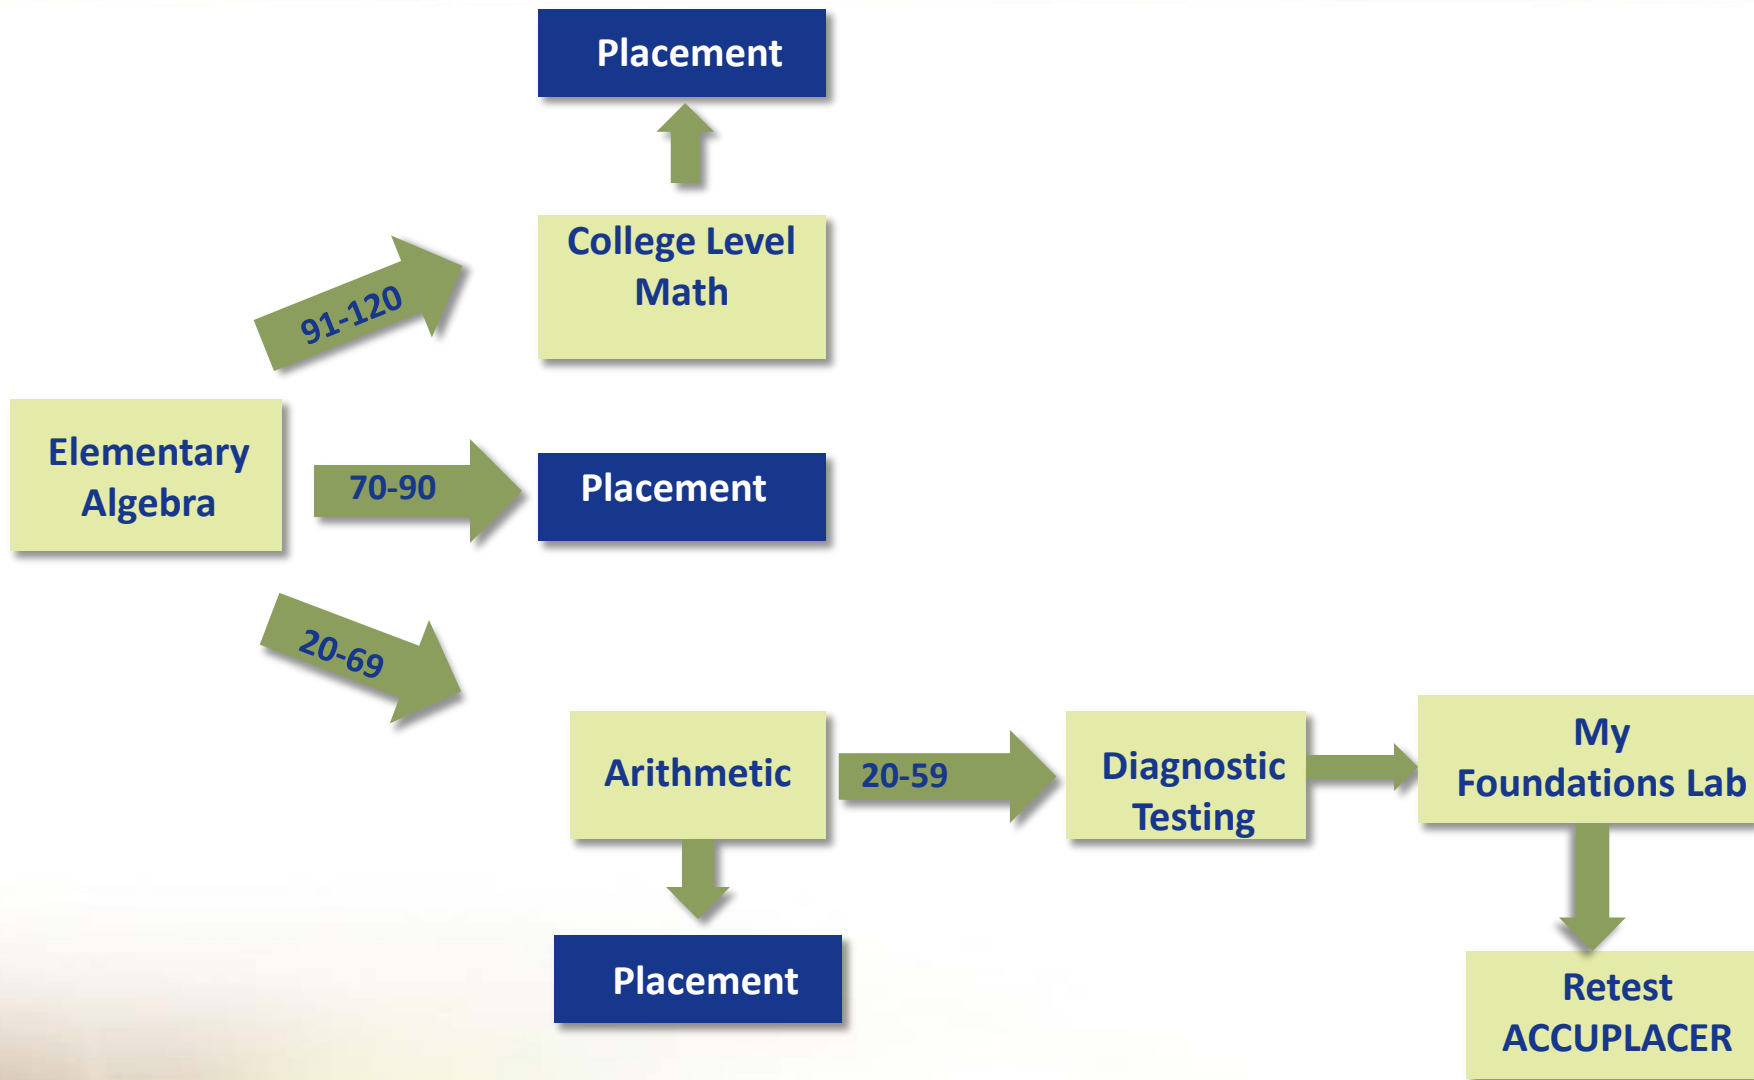 Placement
College Level
Math
91-120
Elementary
Algebra
70-90
Placement
20-69
Arithmetic
20-59
Diagnostic
Testing
My
Foundations Lab
Placement
Retest
ACCUPLACER